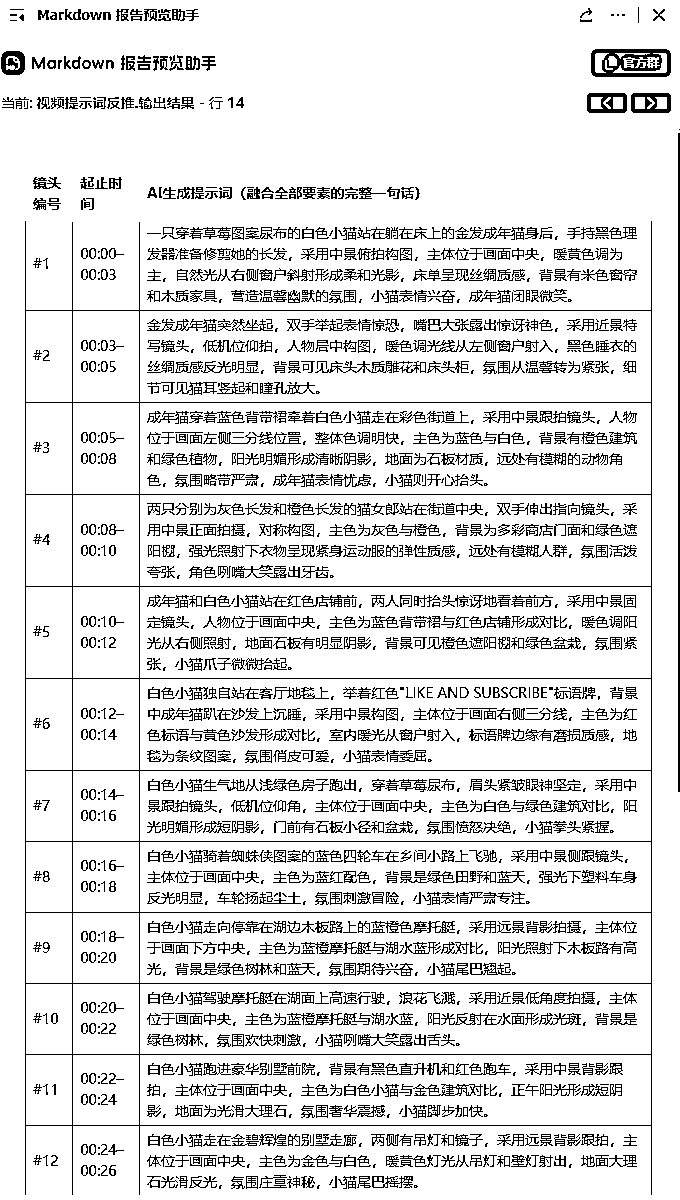 Markdown 报告预览助手
Markdown 报告预览助手
官方群
当前: 视频提示词反推.输出结果 - 行 14
镜头编号 起止时间 AI生成提示词（融合全部要素的完整一句话）
#1
00:00–
00:03
一只穿着草莓图案尿布的白色小猫站在躺在床上的金发成年猫身后，手持黑色理
发器准备修剪她的长发，采用中景俯拍构图，主体位于画面中央，暖黄色调为
主，自然光从右侧窗户斜射形成柔和光影，床单呈现丝绸质感，背景有米色窗帘
和木质家具，营造温馨幽默的氛围，小猫表情兴奋，成年猫闭眼微笑。
#2
00:03–
00:05
金发成年猫突然坐起，双手举起表情惊恐，嘴巴大张露出惊讶神色，采用近景特
写镜头，低机位仰拍，人物居中构图，暖色调光线从左侧窗户射入，黑色睡衣的
丝绸质感反光明显，背景可见床头木质雕花和床头柜，氛围从温馨转为紧张，细
节可见猫耳竖起和瞳孔放大。
#3
00:05–
00:08
成年猫穿着蓝色背带裙牵着白色小猫走在彩色街道上，采用中景跟拍镜头，人物
位于画面左侧三分线位置，整体色调明快，主色为蓝色与白色，背景有橙色建筑
和绿色植物，阳光明媚形成清晰阴影，地面为石板材质，远处有模糊的动物角
色，氛围略带严肃，成年猫表情忧虑，小猫则开心抬头。
#4
00:08–
00:10
两只分别为灰色长发和橙色长发的猫女郎站在街道中央，双手伸出指向镜头，采
用中景正面拍摄，对称构图，主色为灰色与橙色，背景为多彩商店门面和绿色遮
阳棚，强光照射下衣物呈现紧身运动服的弹性质感，远处有模糊人群，氛围活泼
夸张，角色咧嘴大笑露出牙齿。
#5
00:10–
00:12
成年猫和白色小猫站在红色店铺前，两人同时抬头惊讶地看着前方，采用中景固
定镜头，人物位于画面中央，主色为蓝色背带裙与红色店铺形成对比，暖色调阳
光从右侧照射，地面石板有明显阴影，背景可见橙色遮阳棚和绿色盆栽，氛围紧
张，小猫爪子微微抬起。
#6
00:12–
00:14
白色小猫独自站在客厅地毯上，举着红色"LIKE AND SUBSCRIBE"标语牌，背景
中成年猫趴在沙发上沉睡，采用中景构图，主体位于画面右侧三分线，主色为红
色标语与黄色沙发形成对比，室内暖光从窗户射入，标语牌边缘有磨损质感，地
毯为条纹图案，氛围俏皮可爱，小猫表情委屈。
#7
00:14–
00:16
白色小猫生气地从浅绿色房子跑出，穿着草莓尿布，眉头紧皱眼神坚定，采用中
景跟拍镜头，低机位仰角，主体位于画面中央，主色为白色与绿色建筑对比，阳
光明媚形成短阴影，门前有石板小径和盆栽，氛围愤怒决绝，小猫拳头紧握。
#8
00:16–
00:18
白色小猫骑着蜘蛛侠图案的蓝色四轮车在乡间小路上飞驰，采用中景侧跟镜头，
主体位于画面中央，主色为蓝红配色，背景是绿色田野和蓝天，强光下塑料车身
反光明显，车轮扬起尘土，氛围刺激冒险，小猫表情严肃专注。
#9
00:18–
00:20
白色小猫走向停靠在湖边木板路上的蓝橙色摩托艇，采用远景背影拍摄，主体位
于画面下方中央，主色为蓝橙摩托艇与湖水蓝形成对比，阳光照射下木板路有高
光，背景是绿色树林和蓝天，氛围期待兴奋，小猫尾巴翘起。
#10
00:20–
00:22
白色小猫驾驶摩托艇在湖面上高速行驶，浪花飞溅，采用近景低角度拍摄，主体
位于画面中央，主色为蓝橙摩托艇与湖水蓝，阳光反射在水面形成光斑，背景是
绿色树林，氛围欢快刺激，小猫咧嘴大笑露出舌头。
#11
00:22–
00:24
白色小猫跑进豪华别墅前院，背景有黑色直升机和红色跑车，采用中景背影跟
拍，主体位于画面中央，主色为白色小猫与金色建筑对比，正午阳光形成短阴
影，地面为光滑大理石，氛围奢华震撼，小猫脚步加快。
#12
00:24–
00:26
白色小猫走在金碧辉煌的别墅走廊，两侧有吊灯和镜子，采用远景背影跟拍，主
体位于画面中央，主色为金色与白色，暖黄色灯光从吊灯和壁灯射出，地面大理
石光滑反光，氛围庄重神秘，小猫尾巴摇摆。